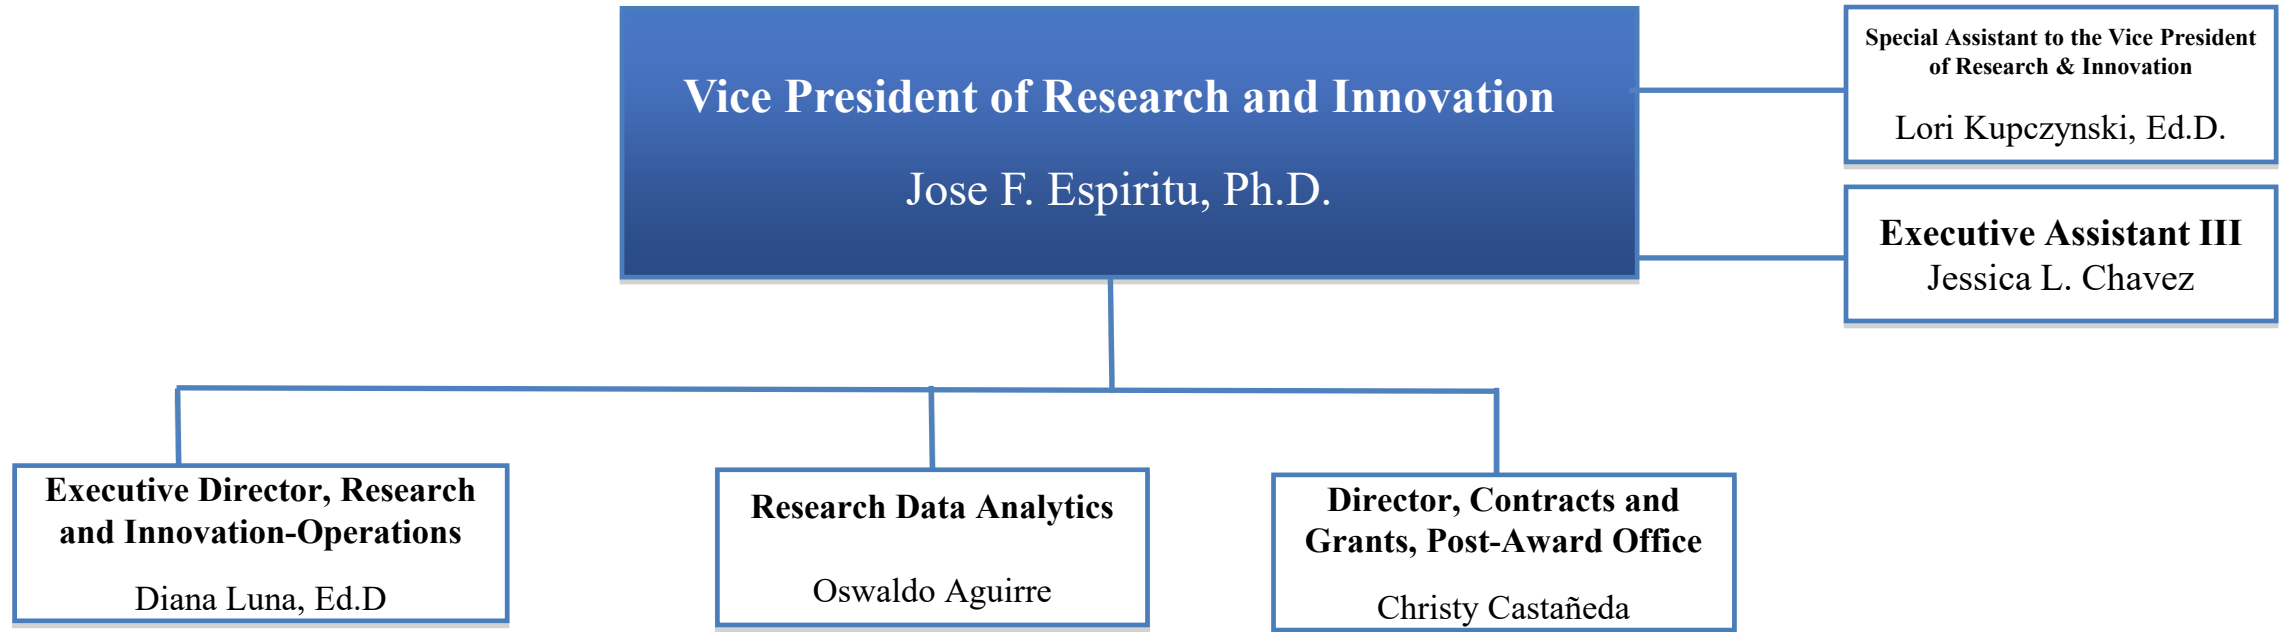 Vice President of Research and Innovation
Jose F. Espiritu, Ph.D.
Special Assistant to the Vice President
of Research & Innovation
Lori Kupczynski, Ed.D.
Executive Assistant III
Jessica L. Chavez
Executive Director, Research
and Innovation-Operations
Diana Luna, Ed.D
Research Data Analytics
Oswaldo Aguirre
Director, Contracts and
Grants, Post-Award Office
Christy Castañeda